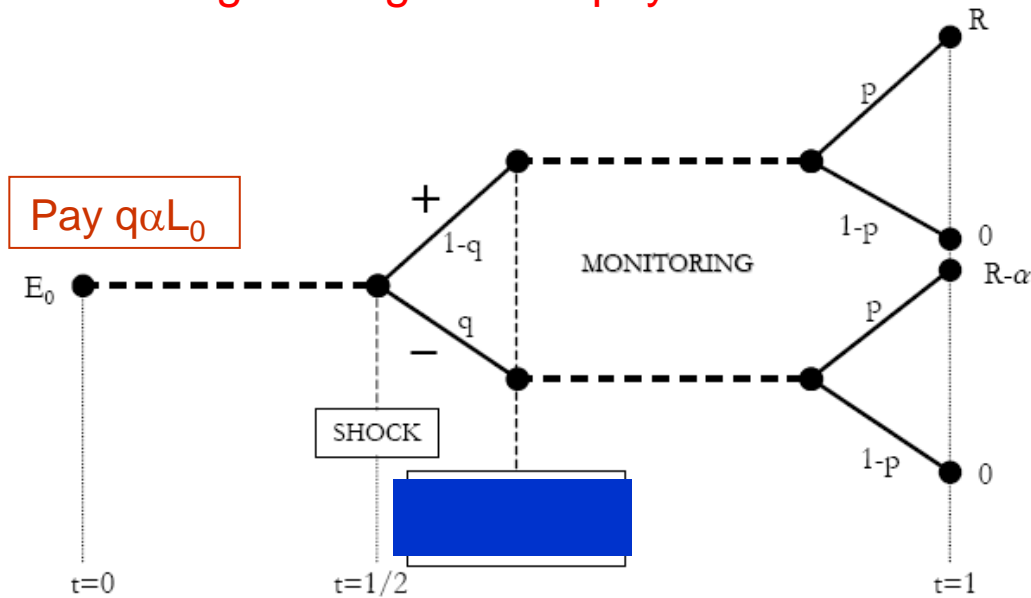 R
p
+
Pay qαL₀
1-q
1-p
0
MONITORING
R-α
E₀
q
p
−
SHOCK
1-p
0
t=0
t=1/2
t=1